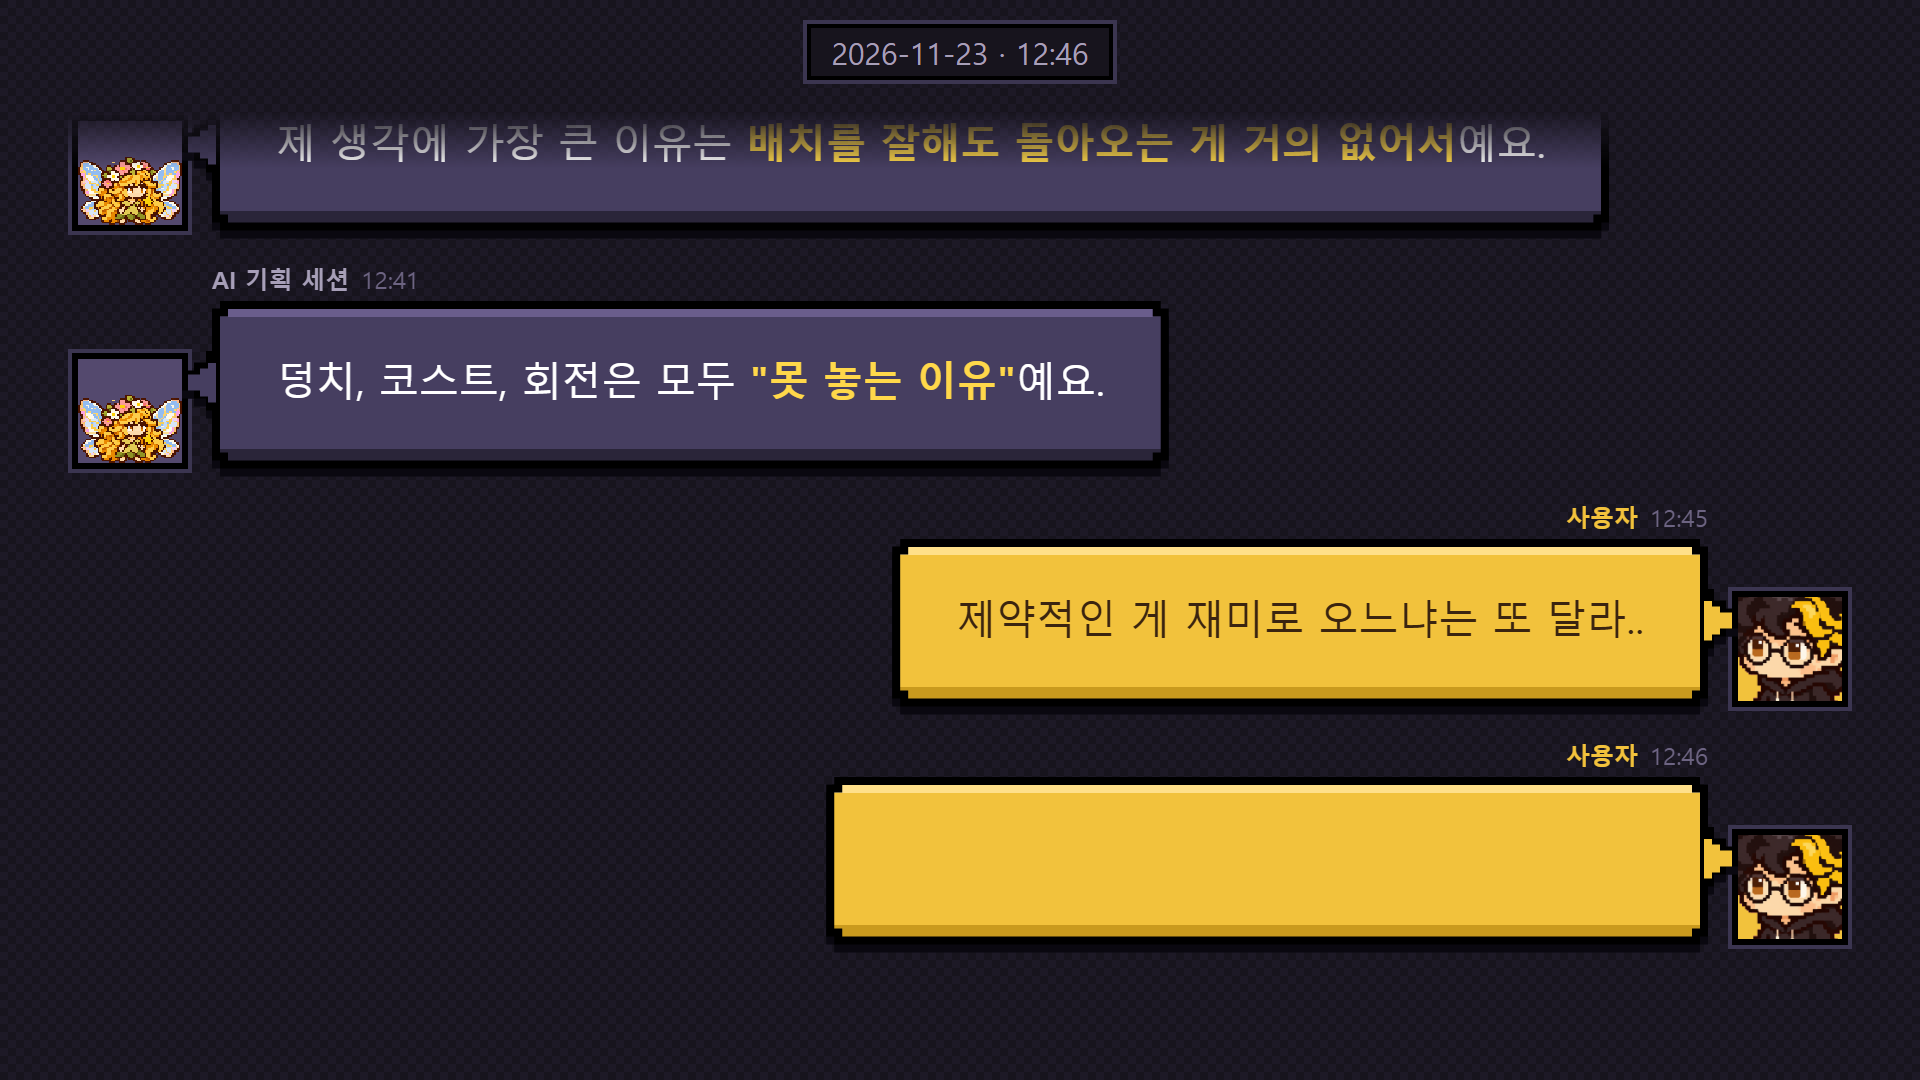 2026-11-23 · 12:46
제 생각에 가장 큰 이유는 배치를 잘해도 돌아오는 게 거의 없어서예요.
AI 기획 세션 12:41
덩치, 코스트, 회전은 모두 "못 놓는 이유"예요.
사용자 12:45
제약적인 게 재미로 오느냐는 또 달라..
사용자 12:46